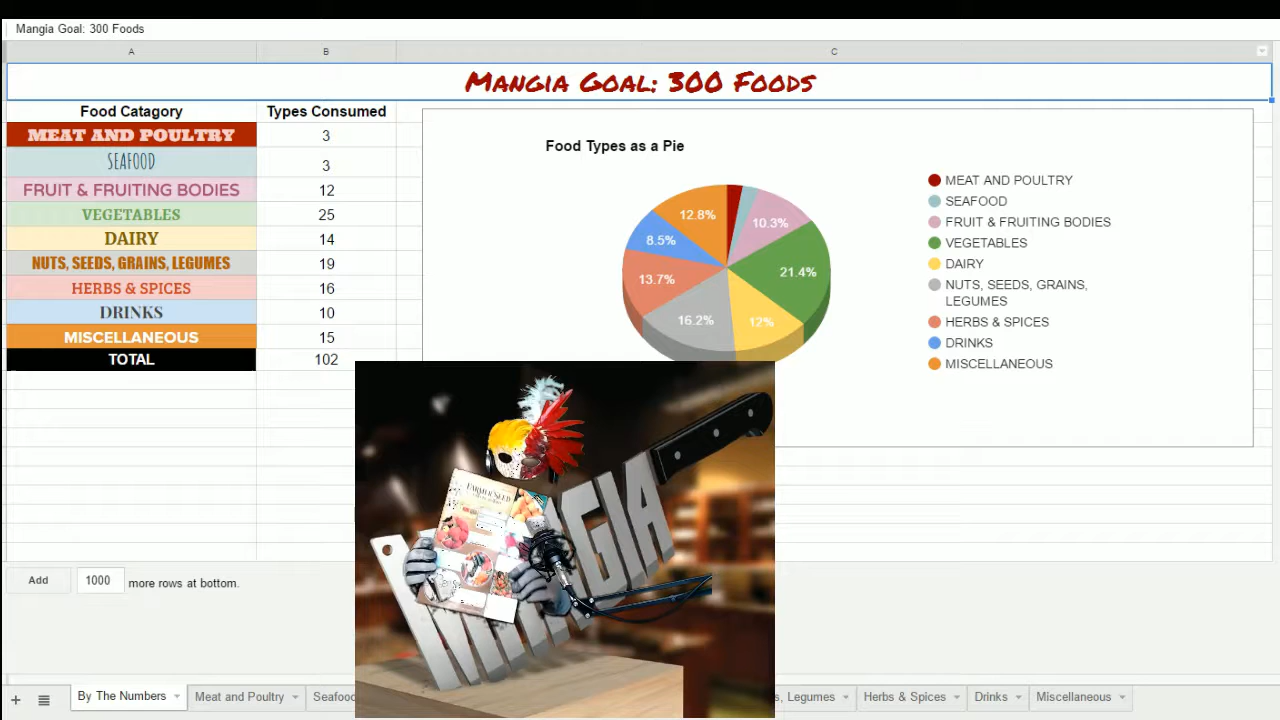 Mangia Goal: 300 Foods
A B C
MANGIA GOAL: 300 FOODS
Food Catagory Types Consumed
MEAT AND POULTRY 3
SEAFOOD 3
FRUIT & FRUITING BODIES 12
VEGETABLES 25
DAIRY 14
NUTS, SEEDS, GRAINS, LEGUMES 19
HERBS & SPICES 16
DRINKS 10
MISCELLANEOUS 15
TOTAL 102
Food Types as a Pie
12.8%
10.3%
8.5%
21.4%
13.7%
16.2%
12%
MEAT AND POULTRY
SEAFOOD
FRUIT & FRUITING BODIES
VEGETABLES
DAIRY
NUTS, SEEDS, GRAINS,
LEGUMES
HERBS & SPICES
DRINKS
MISCELLANEOUS
MANGIA
Add 1000 more rows at bottom.
+ By The Numbers Meat and Poultry Seafood s, Legumes Herbs & Spices Drinks Miscellaneous